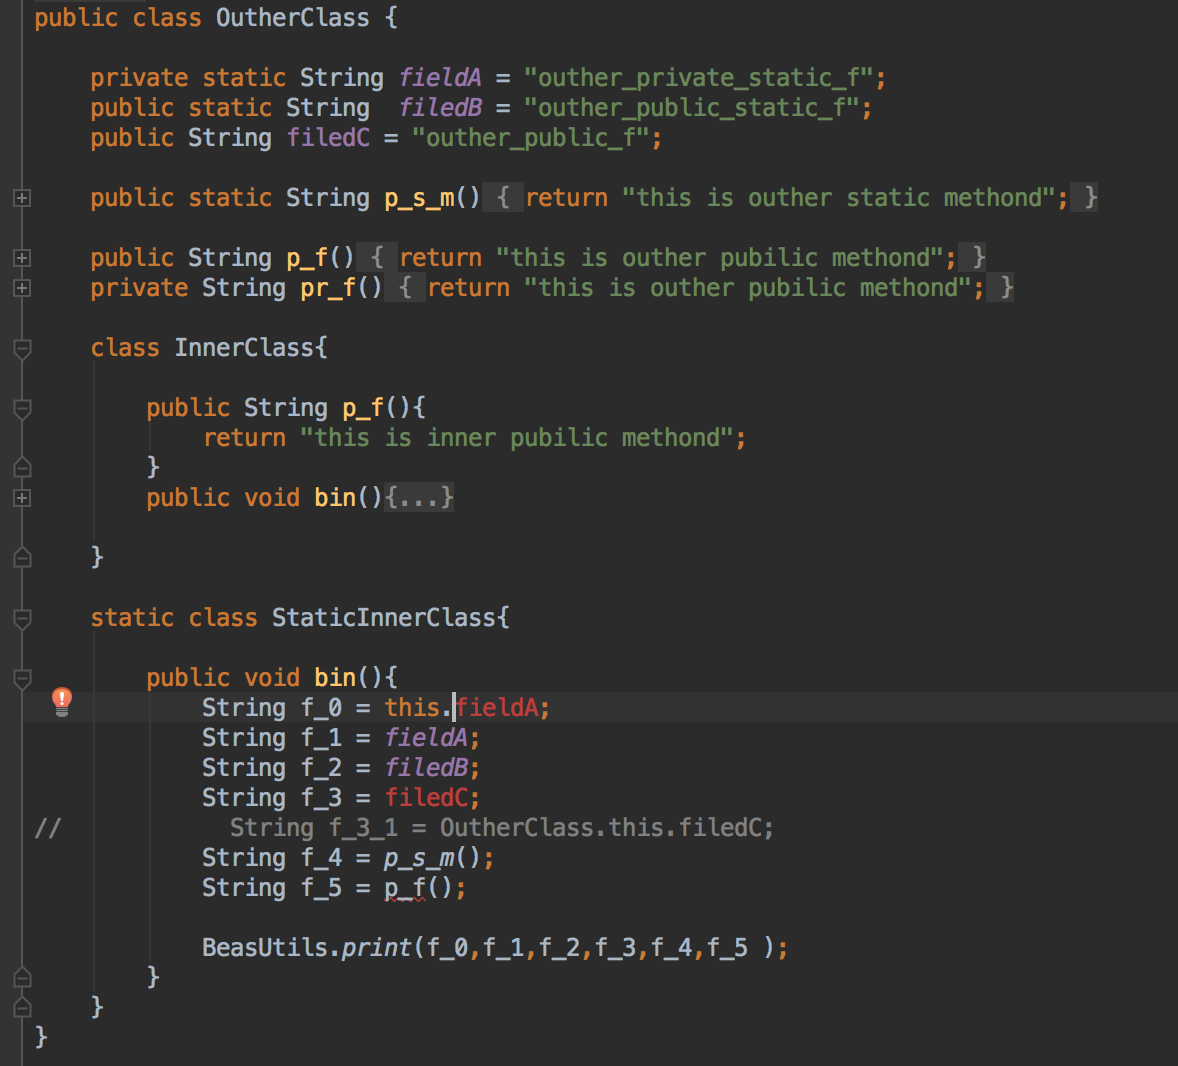 public class OutherClass {
private static String fieldA = "outher_private_static_f";
public static String  filedB = "outher_public_static_f";
public String filedC = "outher_public_f";
public static String p_s_m() { return "this is outher static methond"; }
public String p_f() { return "this is outher pubilic methond"; }
private String pr_f() { return "this is outher pubilic methond"; }
class InnerClass{
public String p_f(){
return "this is inner pubilic methond";
}
public void bin(){...}
}
static class StaticInnerClass{
public void bin(){
String f_0 = this.fieldA;
String f_1 = fieldA;
String f_2 = filedB;
String f_3 = filedC;
//            String f_3_1 = OutherClass.this.filedC;
String f_4 = p_s_m();
String f_5 = p_f();
BeasUtils.print(f_0,f_1,f_2,f_3,f_4,f_5 );
}
}
}